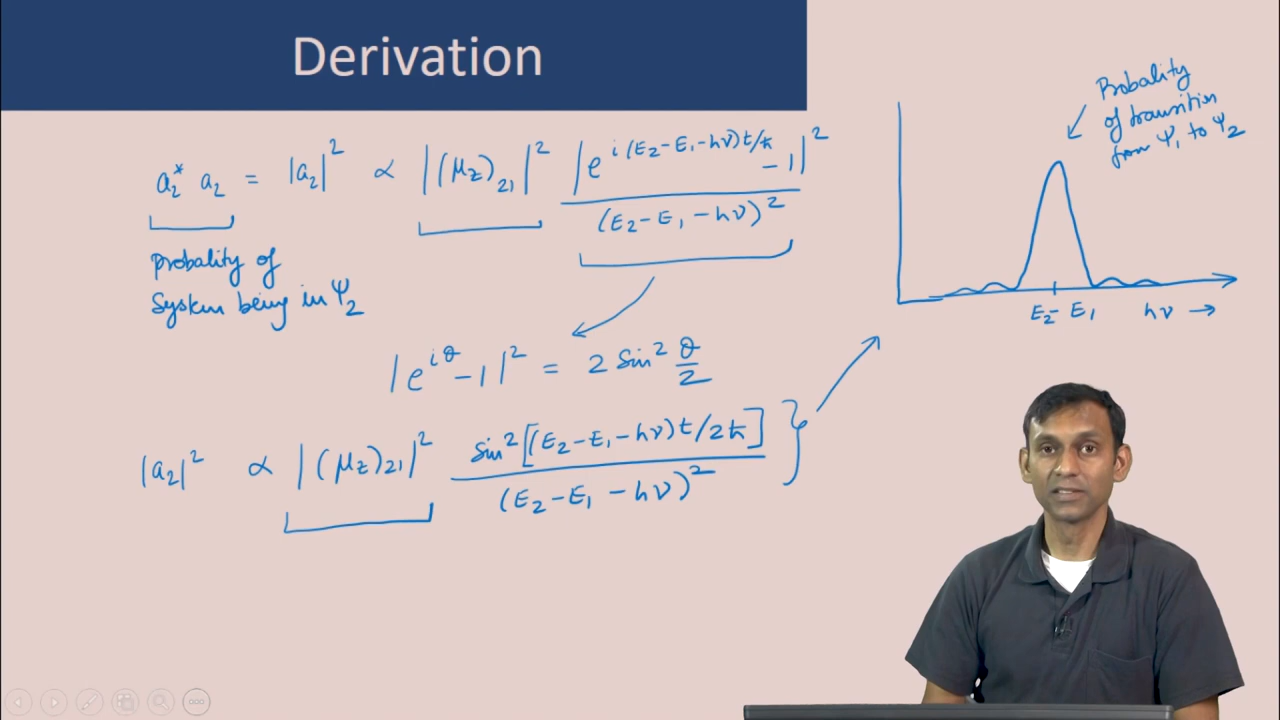 Derivation
a₂* a₂ = |a₂|² ∝ |(μz)₂₁|² |e^{i(E₂-E₁-hν)t/ħ} - 1|² / (E₂-E₁-hν)²
Probality of
System being in Ψ₂
|e^{iθ} - 1|² = 2 Sin² θ/2
|a₂|² ∝ |(μz)₂₁|² sin²[(E₂-E₁-hν)t/2ħ] / (E₂-E₁-hν)²
Probality
of transition
from Ψ₁ to Ψ₂
E₂- E₁ hν →